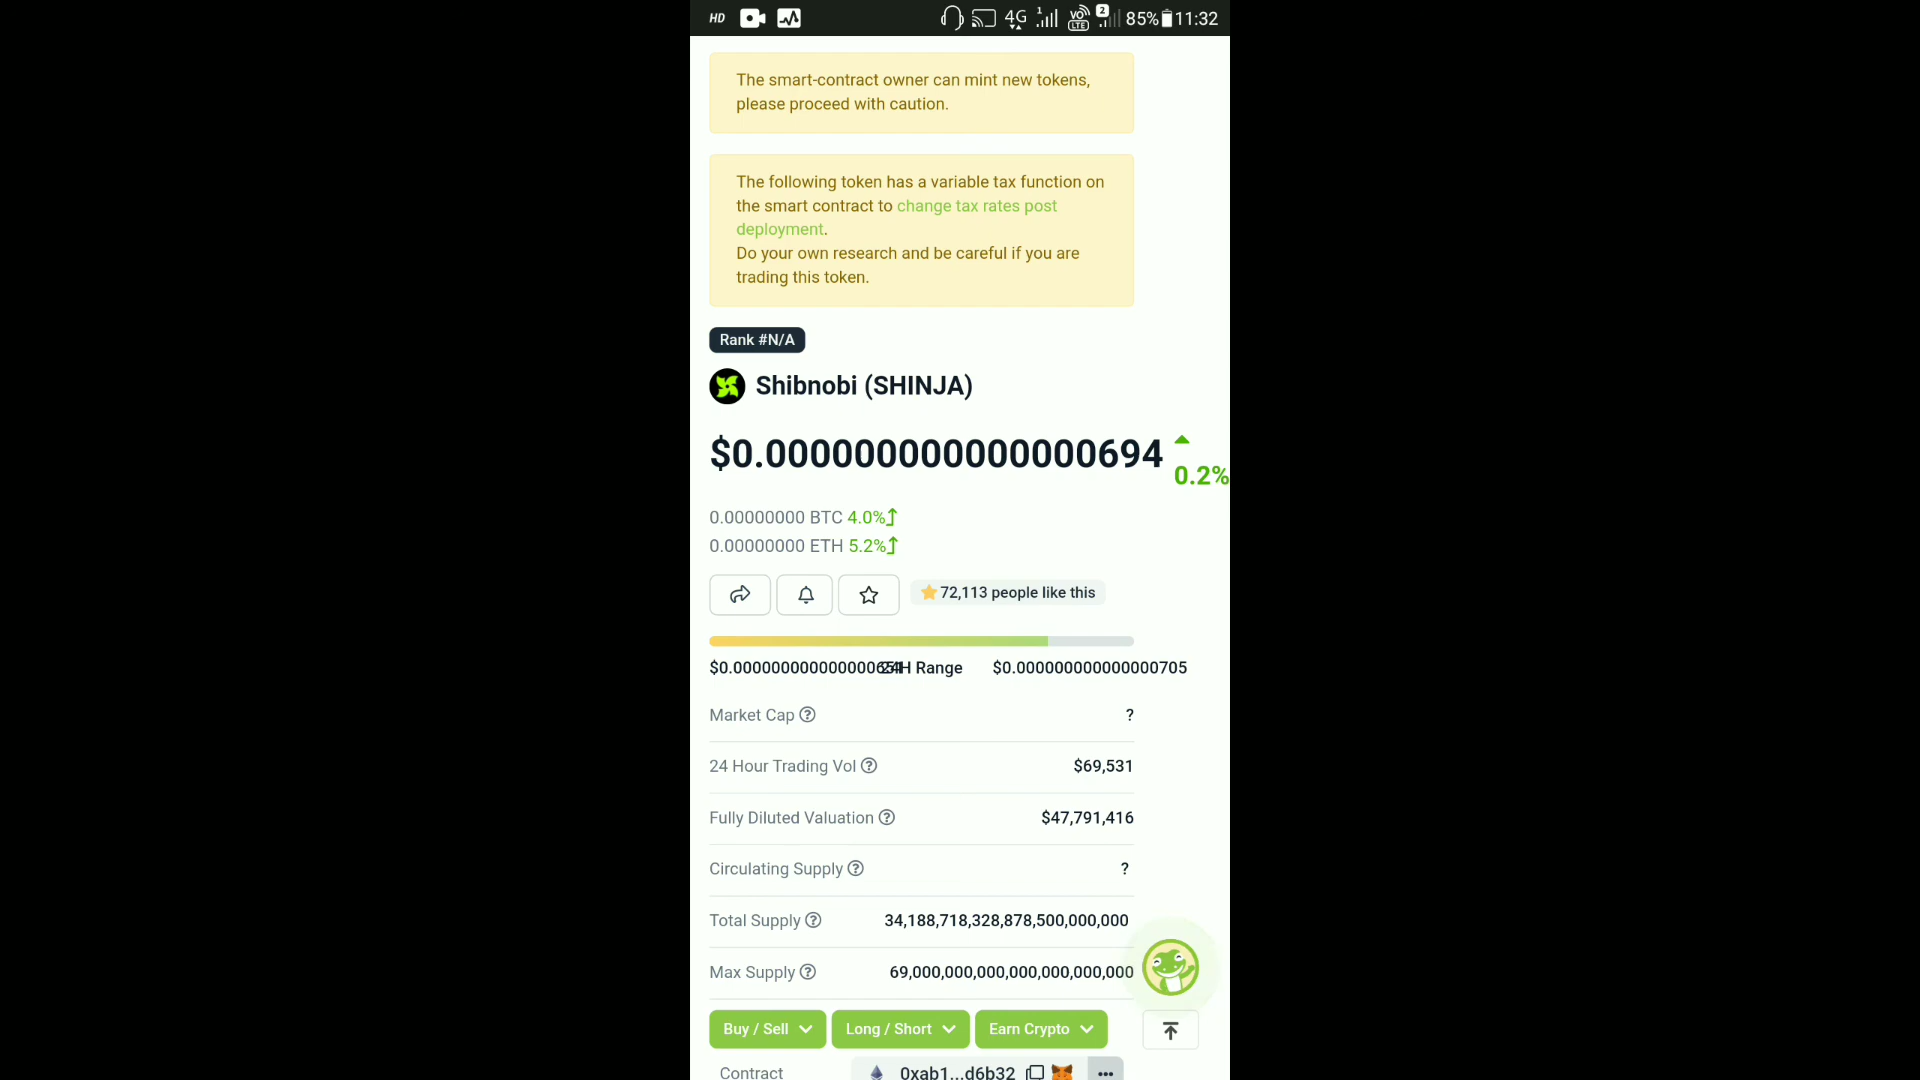 HD 4G 1 VO LTE 2 85% 11:32
The smart-contract owner can mint new tokens,
please proceed with caution.
The following token has a variable tax function on
the smart contract to change tax rates post
deployment.
Do your own research and be careful if you are
trading this token.
Rank #N/A
Shibnobi (SHINJA)
$0.000000000000000694
0.2%
0.00000000 BTC 4.0%
0.00000000 ETH 5.2%
72,113 people like this
24H Range $0.000000000000000705
Market Cap ?
?
24 Hour Trading Vol ?
$69,531
Fully Diluted Valuation ?
$47,791,416
Circulating Supply ?
?
Total Supply ?
34,188,718,328,878,500,000,000
Max Supply ?
69,000,000,000,000,000,000,000
Buy / Sell Long / Short Earn Crypto
Contract 0xab1...d6b32 ...